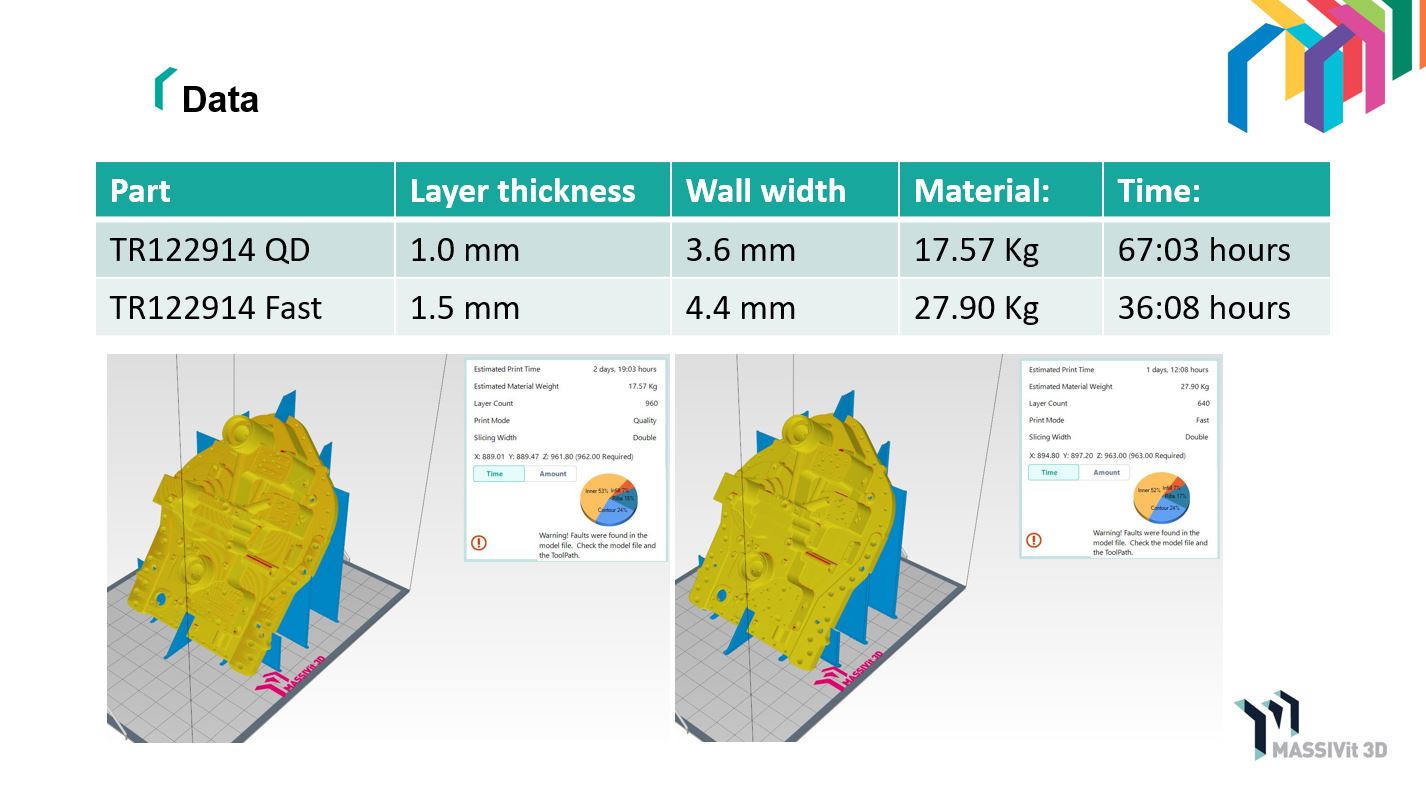 Data
Part Layer thickness Wall width Material: Time:
TR122914 QD 1.0 mm 3.6 mm 17.57 Kg 67:03 hours
TR122914 Fast 1.5 mm 4.4 mm 27.90 Kg 36:08 hours
Estimated Print Time 2 days, 19:03 hours
Estimated Material Weight 17.57 Kg
Layer Count 960
Print Mode Quality
Slicing Width Double
X: 889.01 Y: 889.47 Z: 961.80 (962.00 Required)
Time Amount
Inner 53% Infill 7%
Ribs 16%
Contour 24%
Warning! Faults were found in the
model file. Check the model file and
the ToolPath.
MASSIVit 3D
Estimated Print Time 1 days, 12:08 hours
Estimated Material Weight 27.90 Kg
Layer Count 640
Print Mode Fast
Slicing Width Double
X: 894.80 Y: 897.20 Z: 963.00 (963.00 Required)
Time Amount
Inner 52% Infill 7%
Ribs 17%
Contour 24%
Warning! Faults were found in the
model file. Check the model file and
the ToolPath.
MASSIVit 3D
MASSIVit 3D